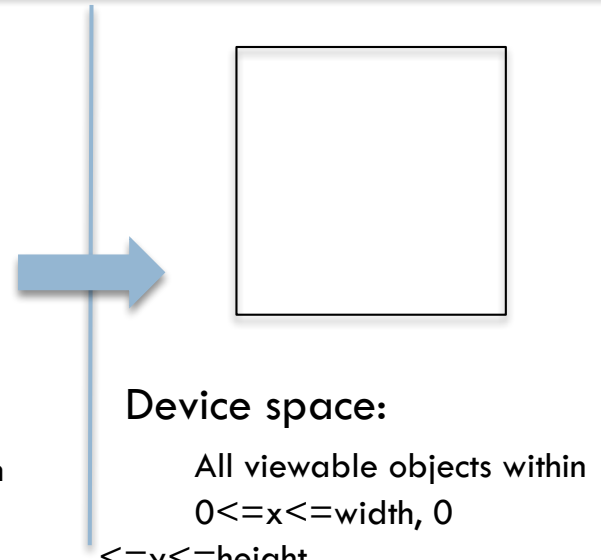 Device space:
All viewable objects within
0<=x<=width, 0
<=y<=height